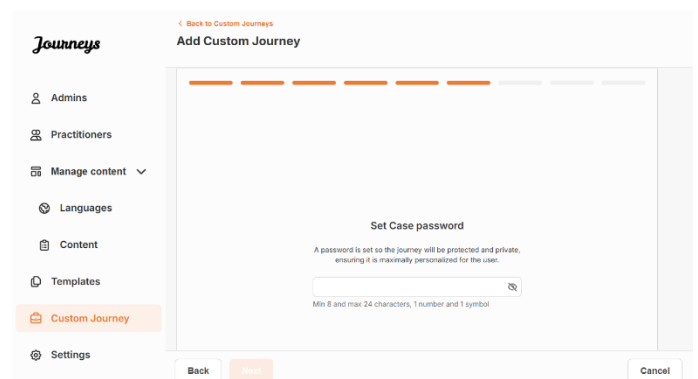 < Back to Custom Journeys
Journeys
Add Custom Journey
Admins
Practitioners
Manage content
Languages
Content
Templates
Custom Journey
Settings
Set Case password
A password is set so the journey will be protected and private,
ensuring it is maximally personalized for the user.
Min 8 and max 24 characters, 1 number and 1 symbol
Back
Next
Cancel